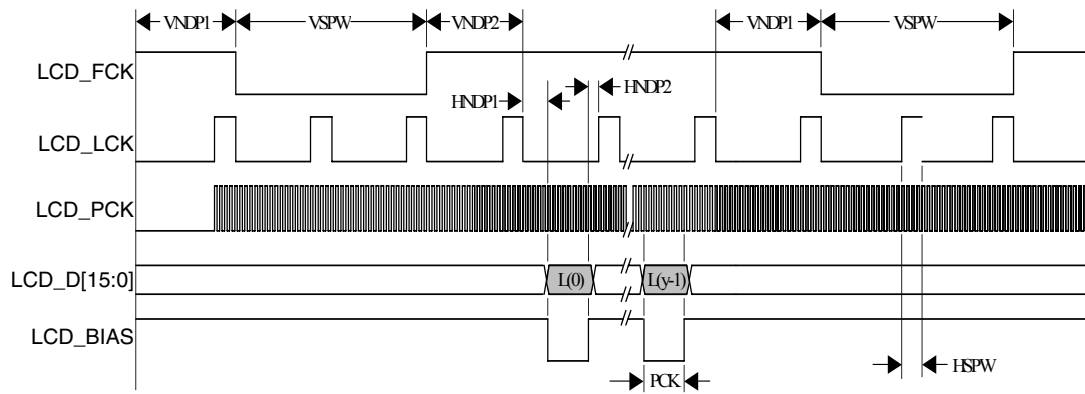 VNDP1 VSPW VNDP2 VNDP1 VSPW
LCD_FCK
HNDP1 HNDP2
LCD_LCK
LCD_PCK
LCD_D[15:0] L(0) L(y-1)
LCD_BIAS
PCK HSPW